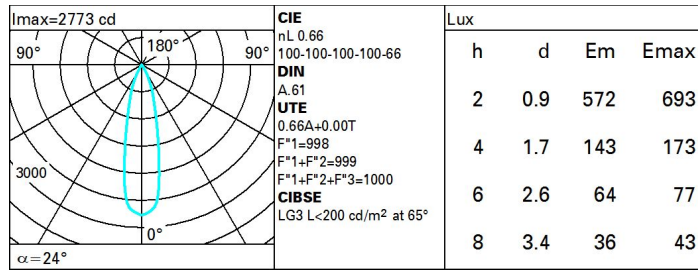 Imax=2773 cd
90°
180°
90°
3000
0°
α=24°
CIE
nL 0.66
100-100-100-100-66
DIN
A.61
UTE
0.66A+0.00T
F"1=998
F"1+F"2=999
F"1+F"2+F"3=1000
CIBSE
LG3 L<200 cd/m² at 65°
Lux
h d Em Emax
2 0.9 572 693
4 1.7 143 173
6 2.6 64 77
8 3.4 36 43